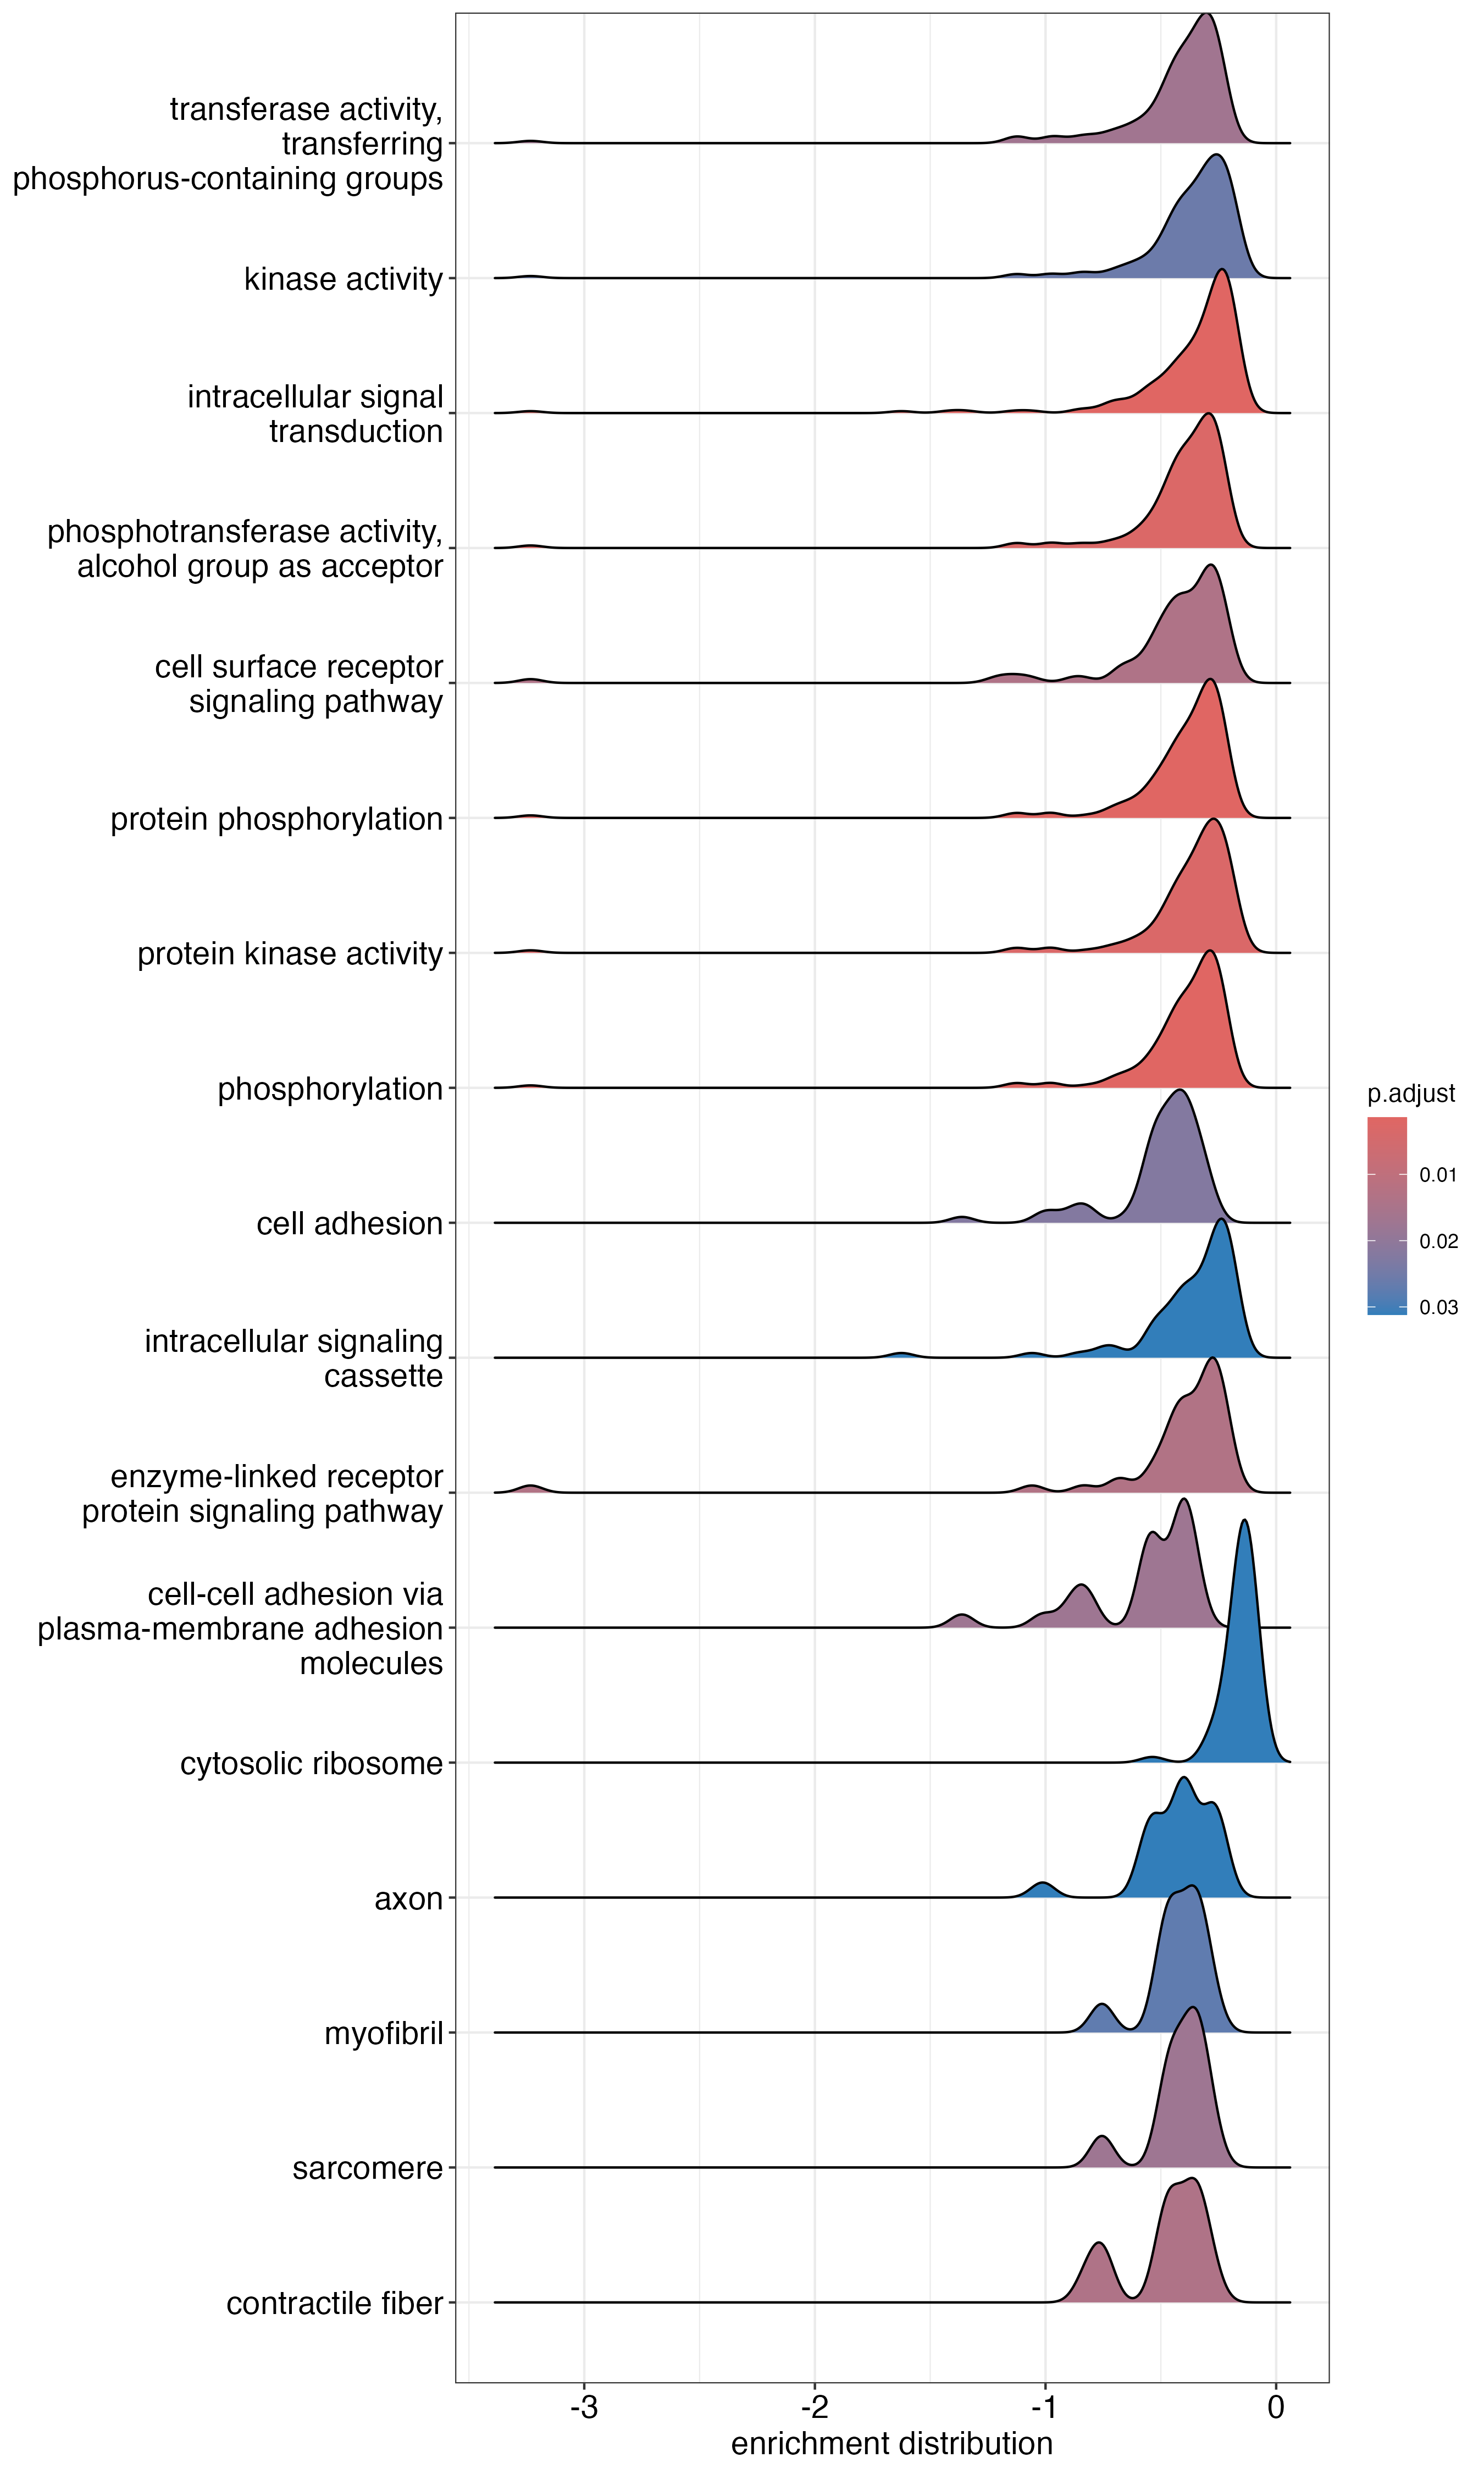 transferase activity,
transferring
phosphorus-containing groups
kinase activity
intracellular signal
transduction
phosphotransferase activity,
alcohol group as acceptor
cell surface receptor
signaling pathway
protein phosphorylation
protein kinase activity
phosphorylation
cell adhesion
intracellular signaling
cassette
enzyme-linked receptor
protein signaling pathway
cell-cell adhesion via
plasma-membrane adhesion
molecules
cytosolic ribosome
axon
myofibril
sarcomere
contractile fiber
-3 -2 -1 0
enrichment distribution
p.adjust
0.01
0.02
0.03